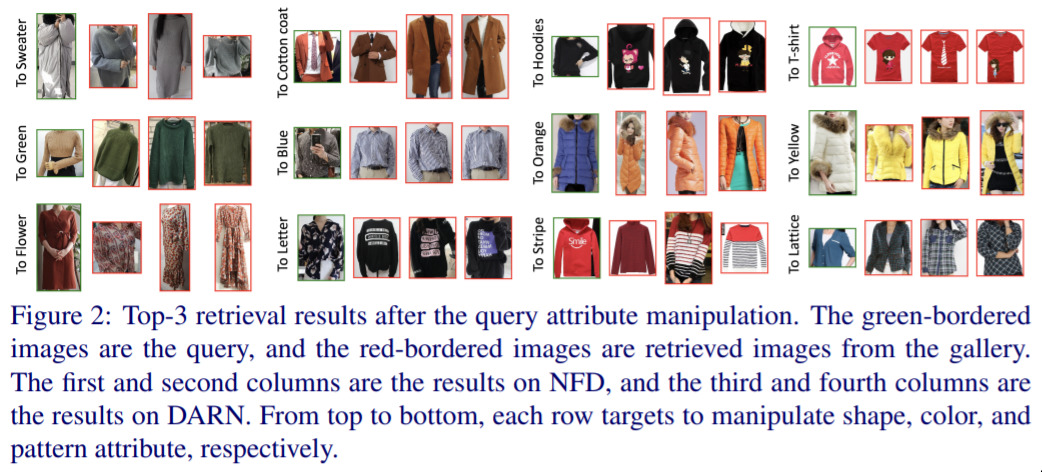 To Sweater
To Cotton coat
To Hoodies
To T-shirt
To Green
To Blue
To Orange
To Yellow
To Flower
To Letter
To Stripe
Smile
To Lattice
Figure 2: Top-3 retrieval results after the query attribute manipulation. The green-bordered
images are the query, and the red-bordered images are retrieved images from the gallery.
The first and second columns are the results on NFD, and the third and fourth columns are
the results on DARN. From top to bottom, each row targets to manipulate shape, color, and
pattern attribute, respectively.